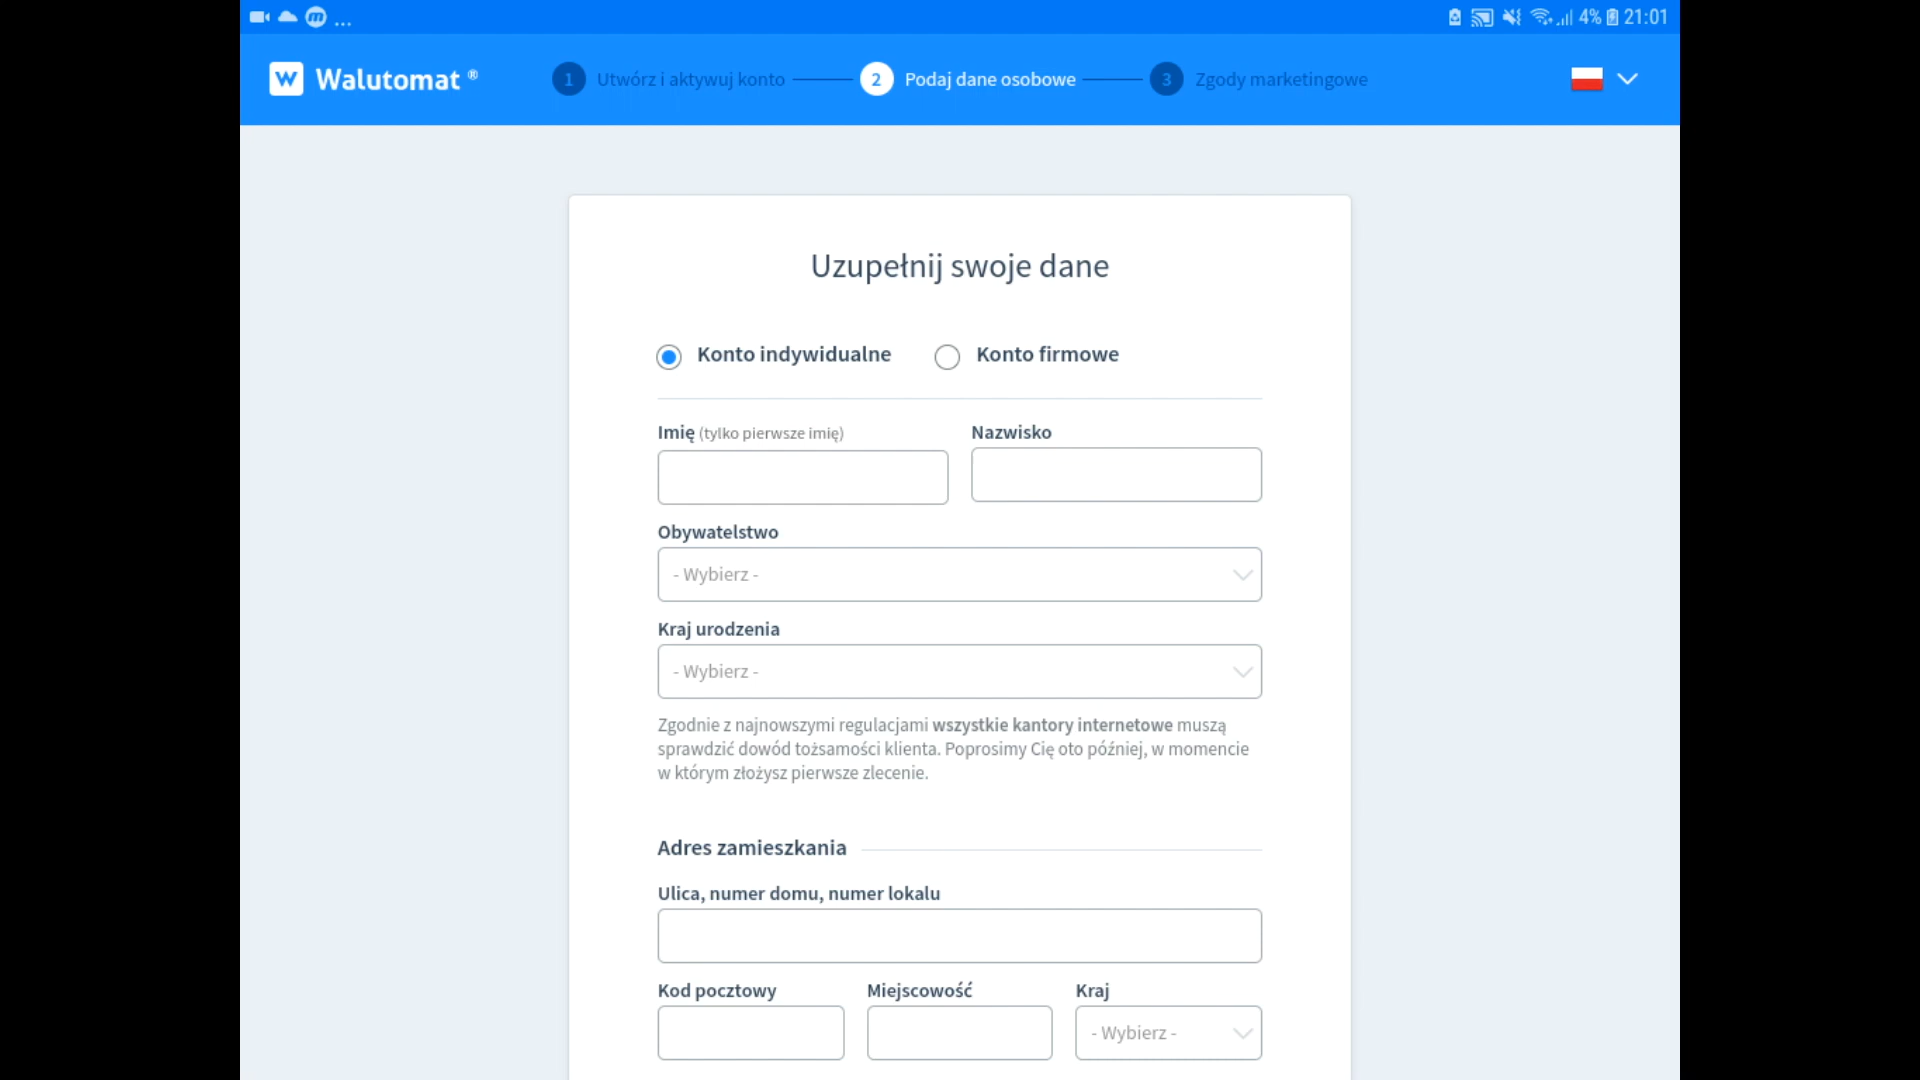 ... 4% 21:01
W Walutomat ® 1 Utwórz i aktywuj konto 2 Podaj dane osobowe 3 Zgody marketingowe
Uzupełnij swoje dane
Konto indywidualne Konto firmowe
Imię (tylko pierwsze imię) Nazwisko
Obywatelstwo
- Wybierz -
Kraj urodzenia
- Wybierz -
Zgodnie z najnowszymi regulacjami wszystkie kantory internetowe muszą
sprawdzić dowód tożsamości klienta. Poprosimy Cię oto później, w momencie
w którym złożysz pierwsze zlecenie.
Adres zamieszkania
Ulica, numer domu, numer lokalu
Kod pocztowy Miejscowość Kraj
- Wybierz -